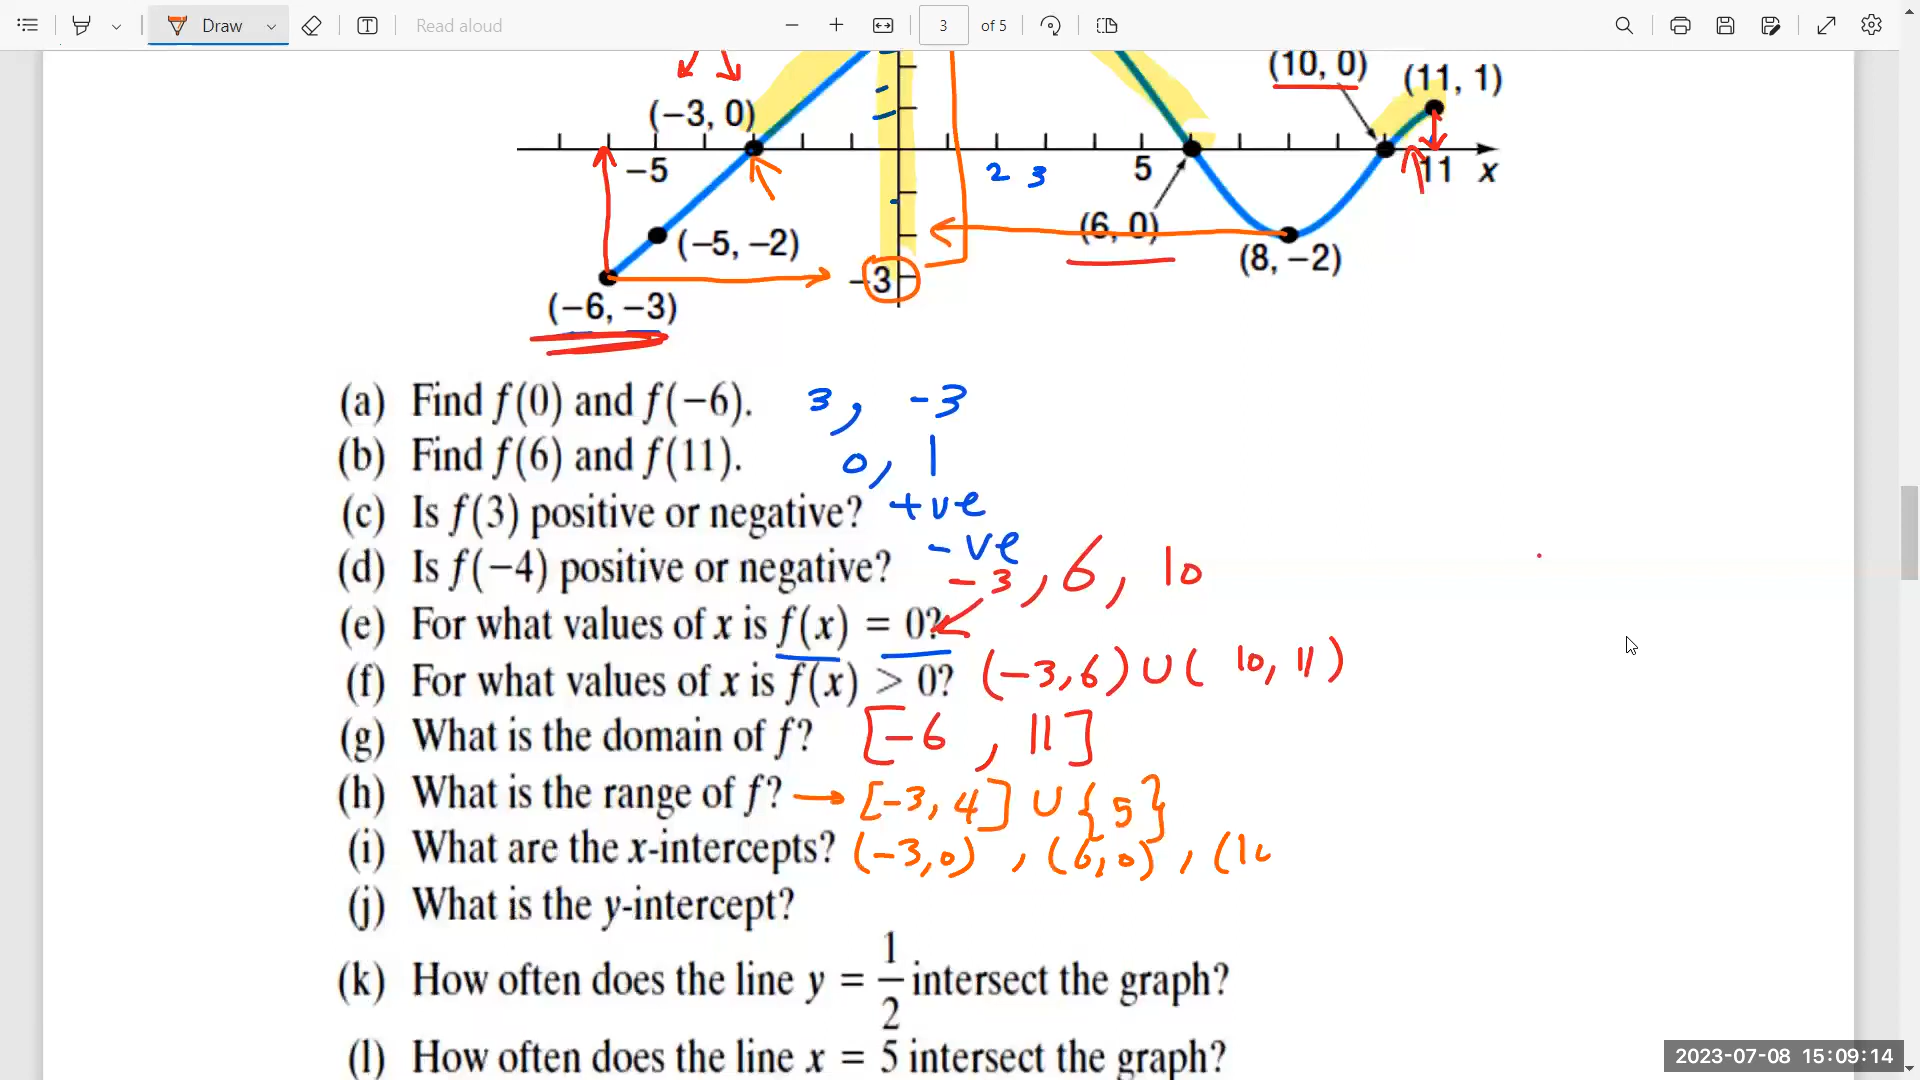 Draw
Read aloud
3 of 5
(10, 0)
(11, 1)
(−3, 0)
−5
2 3
5
11 x
(−5, −2)
(6, 0)
(8, −2)
−3
(−6, −3)
(a) Find f(0) and f(−6). 3, -3
(b) Find f(6) and f(11). 0, 1
(c) Is f(3) positive or negative? +ve
(d) Is f(−4) positive or negative? -ve
-3, 6, 10
(e) For what values of x is f(x) = 0?
(f) For what values of x is f(x) > 0? (-3,6) U ( 10, 11)
(g) What is the domain of f? [-6 , 11]
(h) What is the range of f? → [-3, 4] U {5}
(i) What are the x-intercepts? (-3,0) , (6,0) , (10
(j) What is the y-intercept?
(k) How often does the line y = 1/2 intersect the graph?
(l) How often does the line x = 5 intersect the graph?
2023-07-08 15:09:14